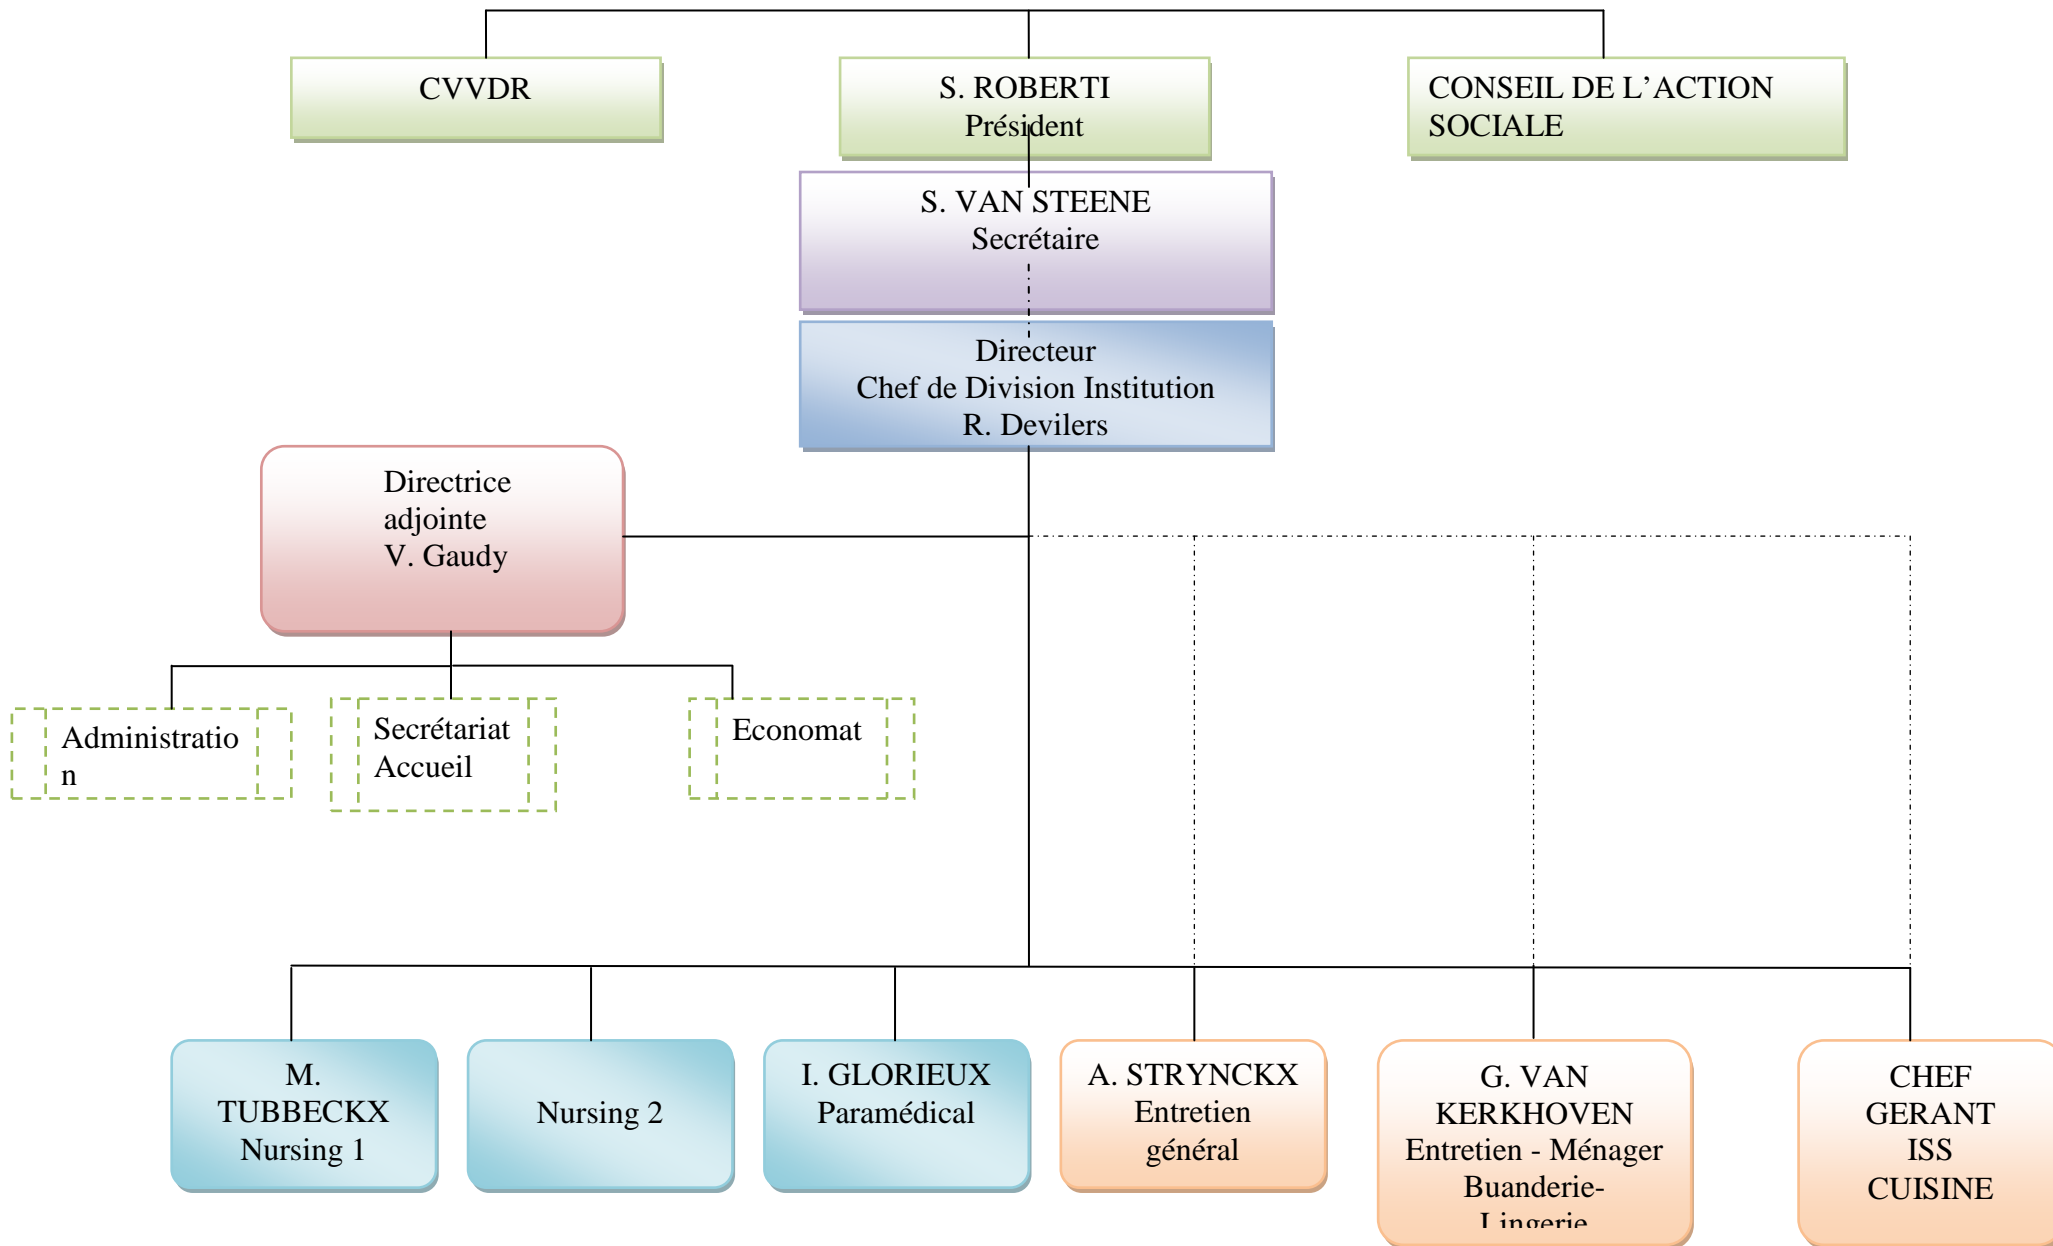 CVVDR
S. ROBERTI
Président
CONSEIL DE L’ACTION
SOCIALE
S. VAN STEENE
Secrétaire
Directeur
Chef de Division Institution
R. Devilers
Directrice
adjointe
V. Gaudy
Administratio
n
Secrétariat
Accueil
Economat
M.
TUBBECKX
Nursing 1
Nursing 2
I. GLORIEUX
Paramédical
A. STRYNCKX
Entretien
général
G. VAN
KERKHOVEN
Entretien - Ménager
Buanderie-
Lingerie
CHEF
GERANT
ISS
CUISINE